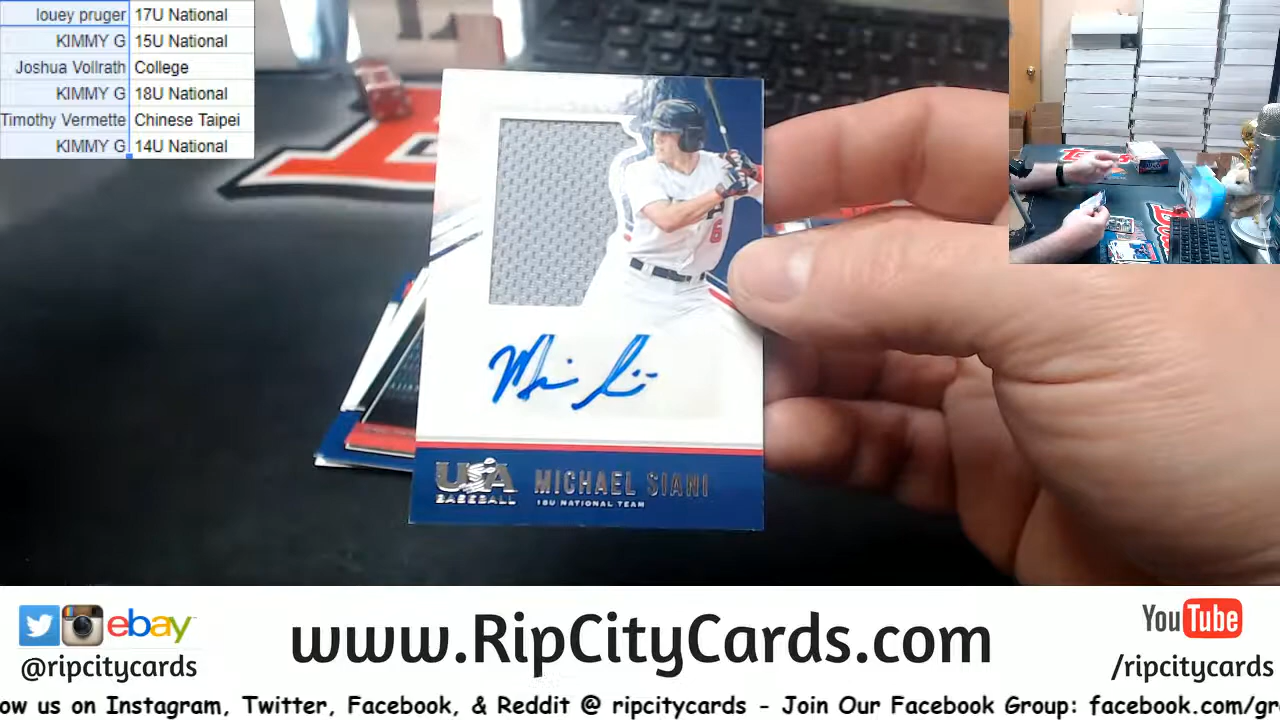 louey pruger 17U National
KIMMY G 15U National
Joshua Vollrath College
KIMMY G 18U National
Timothy Vermette Chinese Taipei
KIMMY G 14U National
6
USA
BASEBALL
MICHAEL SIANI
18U NATIONAL TEAM
ebay
@ripcitycards
www.RipCityCards.com
YouTube
/ripcitycards
ow us on Instagram, Twitter, Facebook, & Reddit @ ripcitycards - Join Our Facebook Group: facebook.com/gr